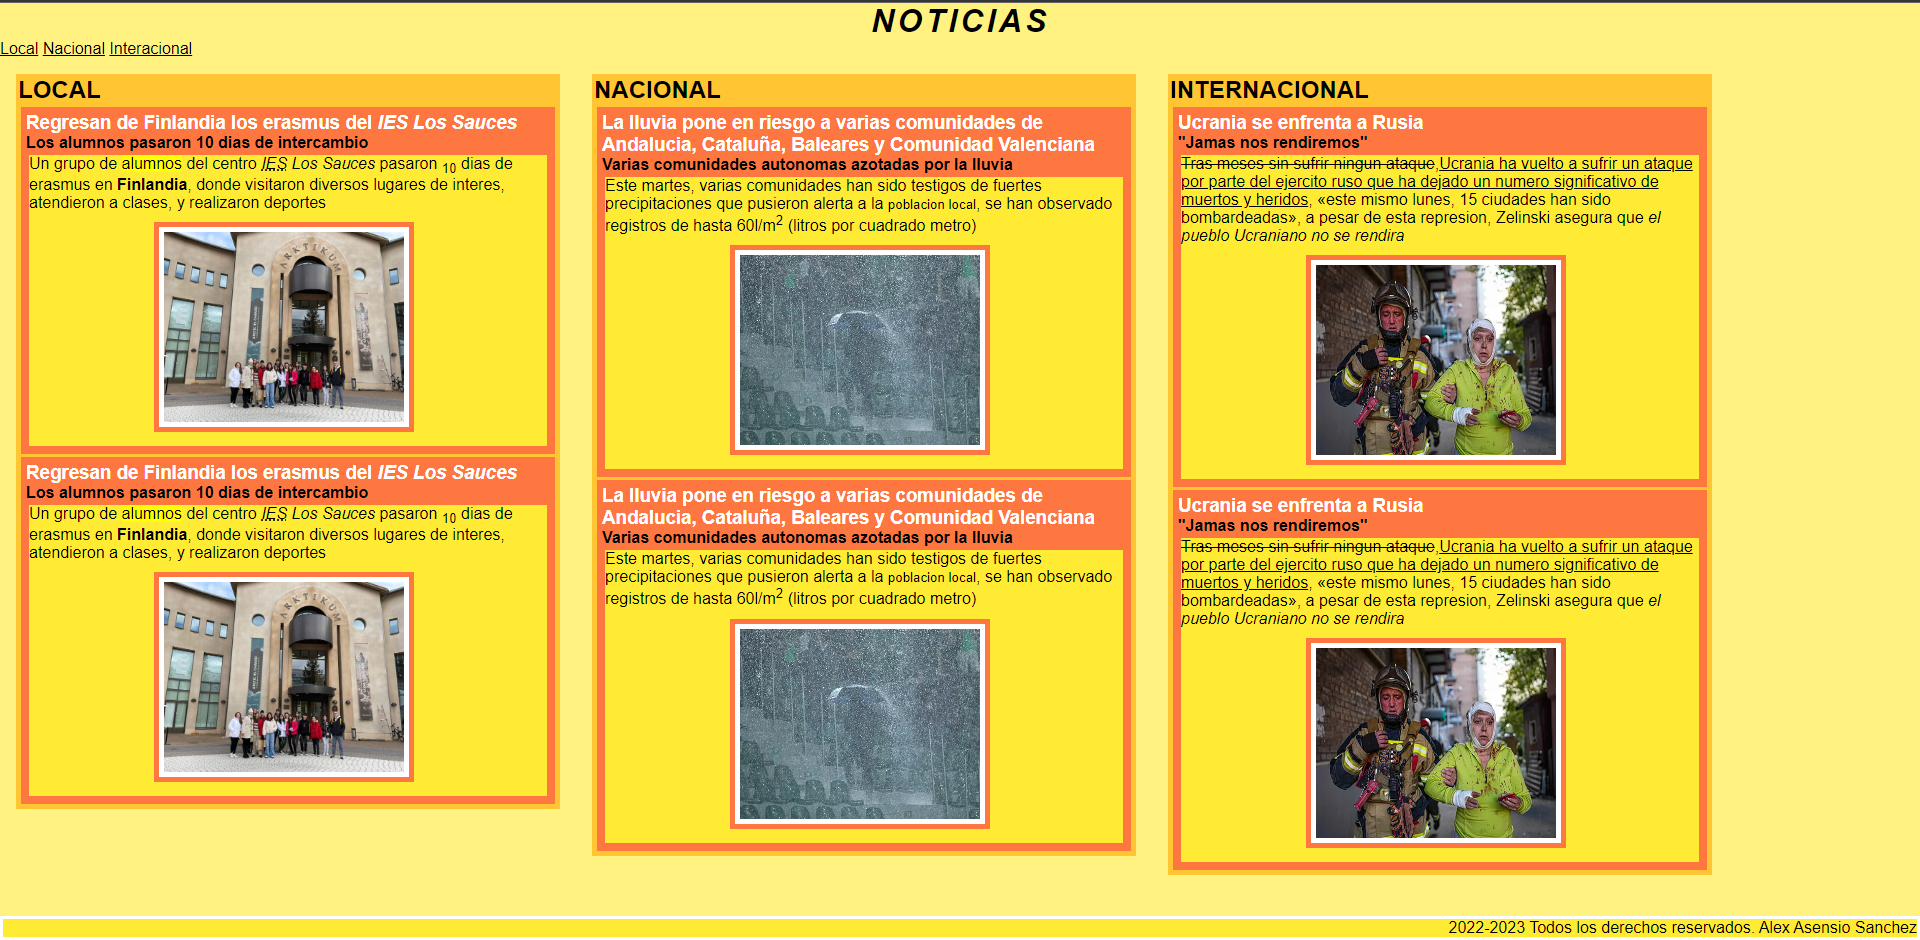 NOTICIAS
Local Nacional Interacional
LOCAL
Regresan de Finlandia los erasmus del IES Los Sauces
Los alumnos pasaron 10 dias de intercambio
Un grupo de alumnos del centro IES Los Sauces pasaron 10 dias de
erasmus en Finlandia, donde visitaron diversos lugares de interes,
atendieron a clases, y realizaron deportes
ARKTIKUM
Regresan de Finlandia los erasmus del IES Los Sauces
Los alumnos pasaron 10 dias de intercambio
Un grupo de alumnos del centro IES Los Sauces pasaron 10 dias de
erasmus en Finlandia, donde visitaron diversos lugares de interes,
atendieron a clases, y realizaron deportes
ARKTIKUM
NACIONAL
La lluvia pone en riesgo a varias comunidades de
Andalucia, Cataluña, Baleares y Comunidad Valenciana
Varias comunidades autonomas azotadas por la lluvia
Este martes, varias comunidades han sido testigos de fuertes
precipitaciones que pusieron alerta a la poblacion local, se han observado
registros de hasta 60l/m2 (litros por cuadrado metro)
La lluvia pone en riesgo a varias comunidades de
Andalucia, Cataluña, Baleares y Comunidad Valenciana
Varias comunidades autonomas azotadas por la lluvia
Este martes, varias comunidades han sido testigos de fuertes
precipitaciones que pusieron alerta a la poblacion local, se han observado
registros de hasta 60l/m2 (litros por cuadrado metro)
INTERNACIONAL
Ucrania se enfrenta a Rusia
"Jamas nos rendiremos"
Tras meses sin sufrir ningun ataque,Ucrania ha vuelto a sufrir un ataque
por parte del ejercito ruso que ha dejado un numero significativo de
muertos y heridos, «este mismo lunes, 15 ciudades han sido
bombardeadas», a pesar de esta represion, Zelinski asegura que el
pueblo Ucraniano no se rendira
Ucrania se enfrenta a Rusia
"Jamas nos rendiremos"
Tras meses sin sufrir ningun ataque,Ucrania ha vuelto a sufrir un ataque
por parte del ejercito ruso que ha dejado un numero significativo de
muertos y heridos, «este mismo lunes, 15 ciudades han sido
bombardeadas», a pesar de esta represion, Zelinski asegura que el
pueblo Ucraniano no se rendira
2022-2023 Todos los derechos reservados. Alex Asensio Sanchez